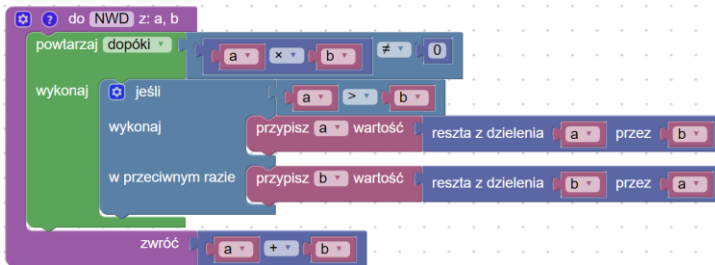 ? do NWD z: a, b
powtarzaj dopóki a × b ≠ 0
wykonaj jeśli a > b
wykonaj przypisz a wartość reszta z dzielenia a przez b
w przeciwnym razie przypisz b wartość reszta z dzielenia b przez a
zwróć a + b